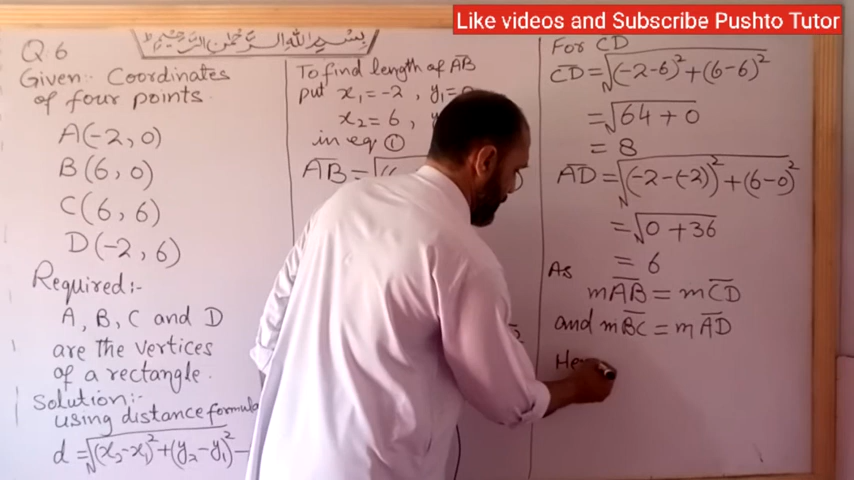 Like videos and Subscribe Pushto Tutor
بسم الله الرحمن الرحيم
Q.6
Given:- Coordinates
of four points.
A(-2, 0)
B(6, 0)
C(6, 6)
D(-2, 6)
Required:-
A, B, C and D
are the vertices
of a rectangle.
Solution:-
using distance formula
d = √(x₂-x₁)² + (y₂-y₁)² —
To find length of AB
put x₁ = -2 , y₁ =
x₂ = 6 ,
in eq ①
AB =
For CD
CD = √(-2-6)² + (6-6)²
= √64 + 0
= 8
AD = √(-2-(-2))² + (6-0)²
= √0 + 36
= 6
As
mAB = mCD
and mBC = mAD